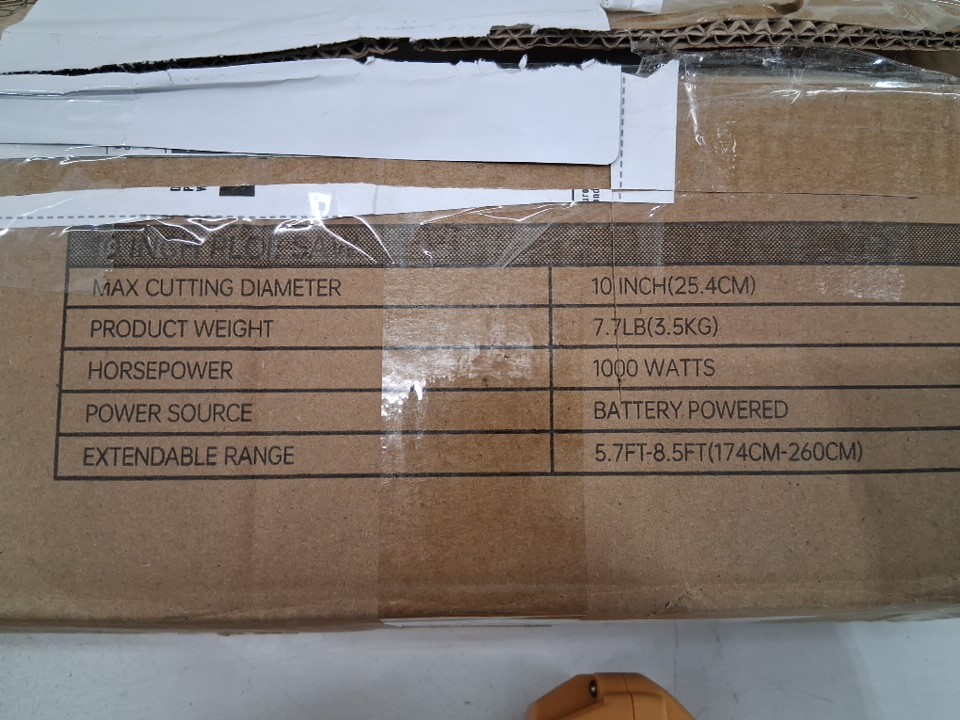 INCH
MAX CUTTING DIAMETER 10 INCH(25.4CM)
PRODUCT WEIGHT 7.7LB(3.5KG)
HORSEPOWER 1000 WATTS
POWER SOURCE BATTERY POWERED
EXTENDABLE RANGE 5.7FT-8.5FT(174CM-260CM)